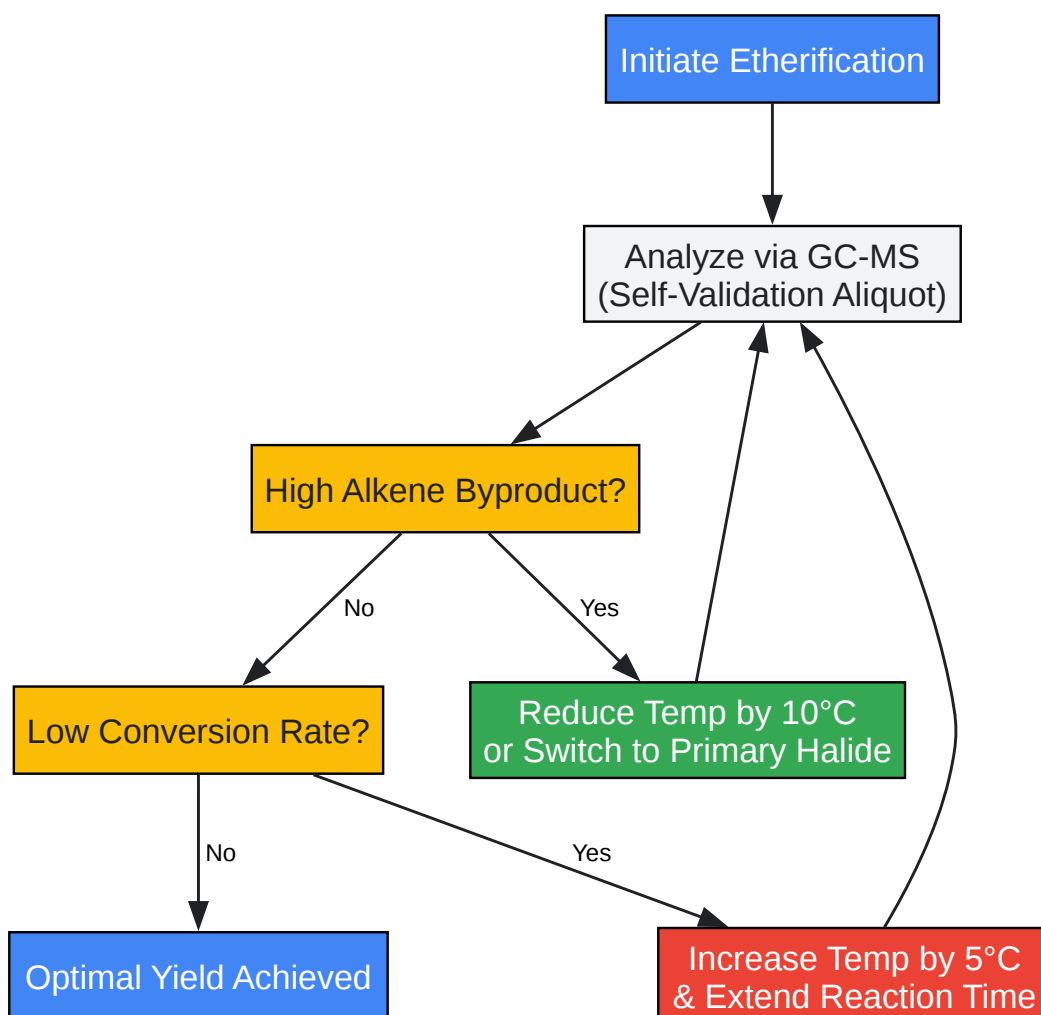 Initiate Etherification
Analyze via GC-MS
(Self-Validation Aliquot)
High Alkene Byproduct?
No
Yes
Low Conversion Rate?
Reduce Temp by 10°C
or Switch to Primary Halide
No
Yes
Optimal Yield Achieved
Increase Temp by 5°C
& Extend Reaction Time